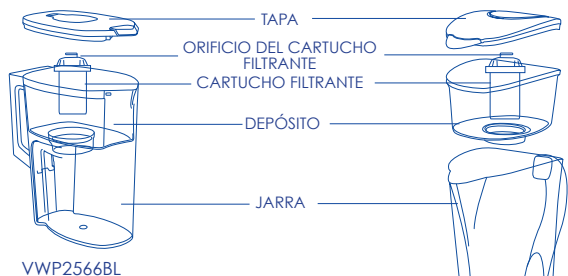 TAPA
ORIFICIO DEL CARTUCHO
FILTRANTE
CARTUCHO FILTRANTE
DEPÓSITO
JARRA
VWP2566BL